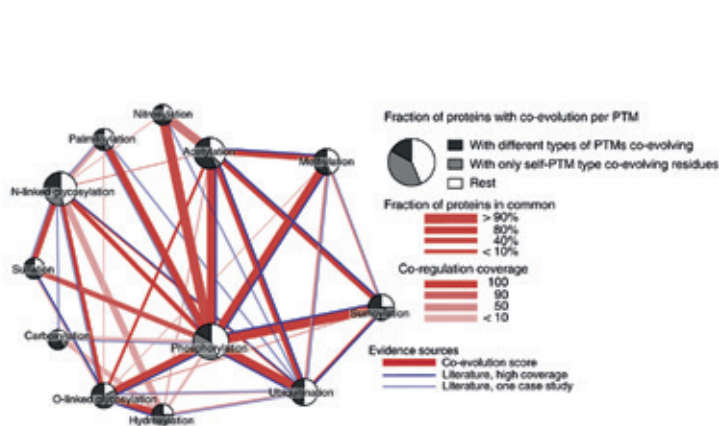 Nitrosylation
Fraction of proteins with co-evolution per PTM
Palmitoylation
With different types of PTMs co-evolving
Acetylation
Methylation
With only self-PTM type co-evolving residues
Rest
N-linked glycosylation
Fraction of proteins in common
> 90%
80%
40%
< 10%
Sulfation
Co-regulation coverage
100
90
50
< 10
Sumoylation
Carboxylation
Phosphorylation
Evidence sources
Co-evolution score
Literature, high coverage
Literature, one case study
O-linked glycosylation
Ubiquitination
Hydroxylation